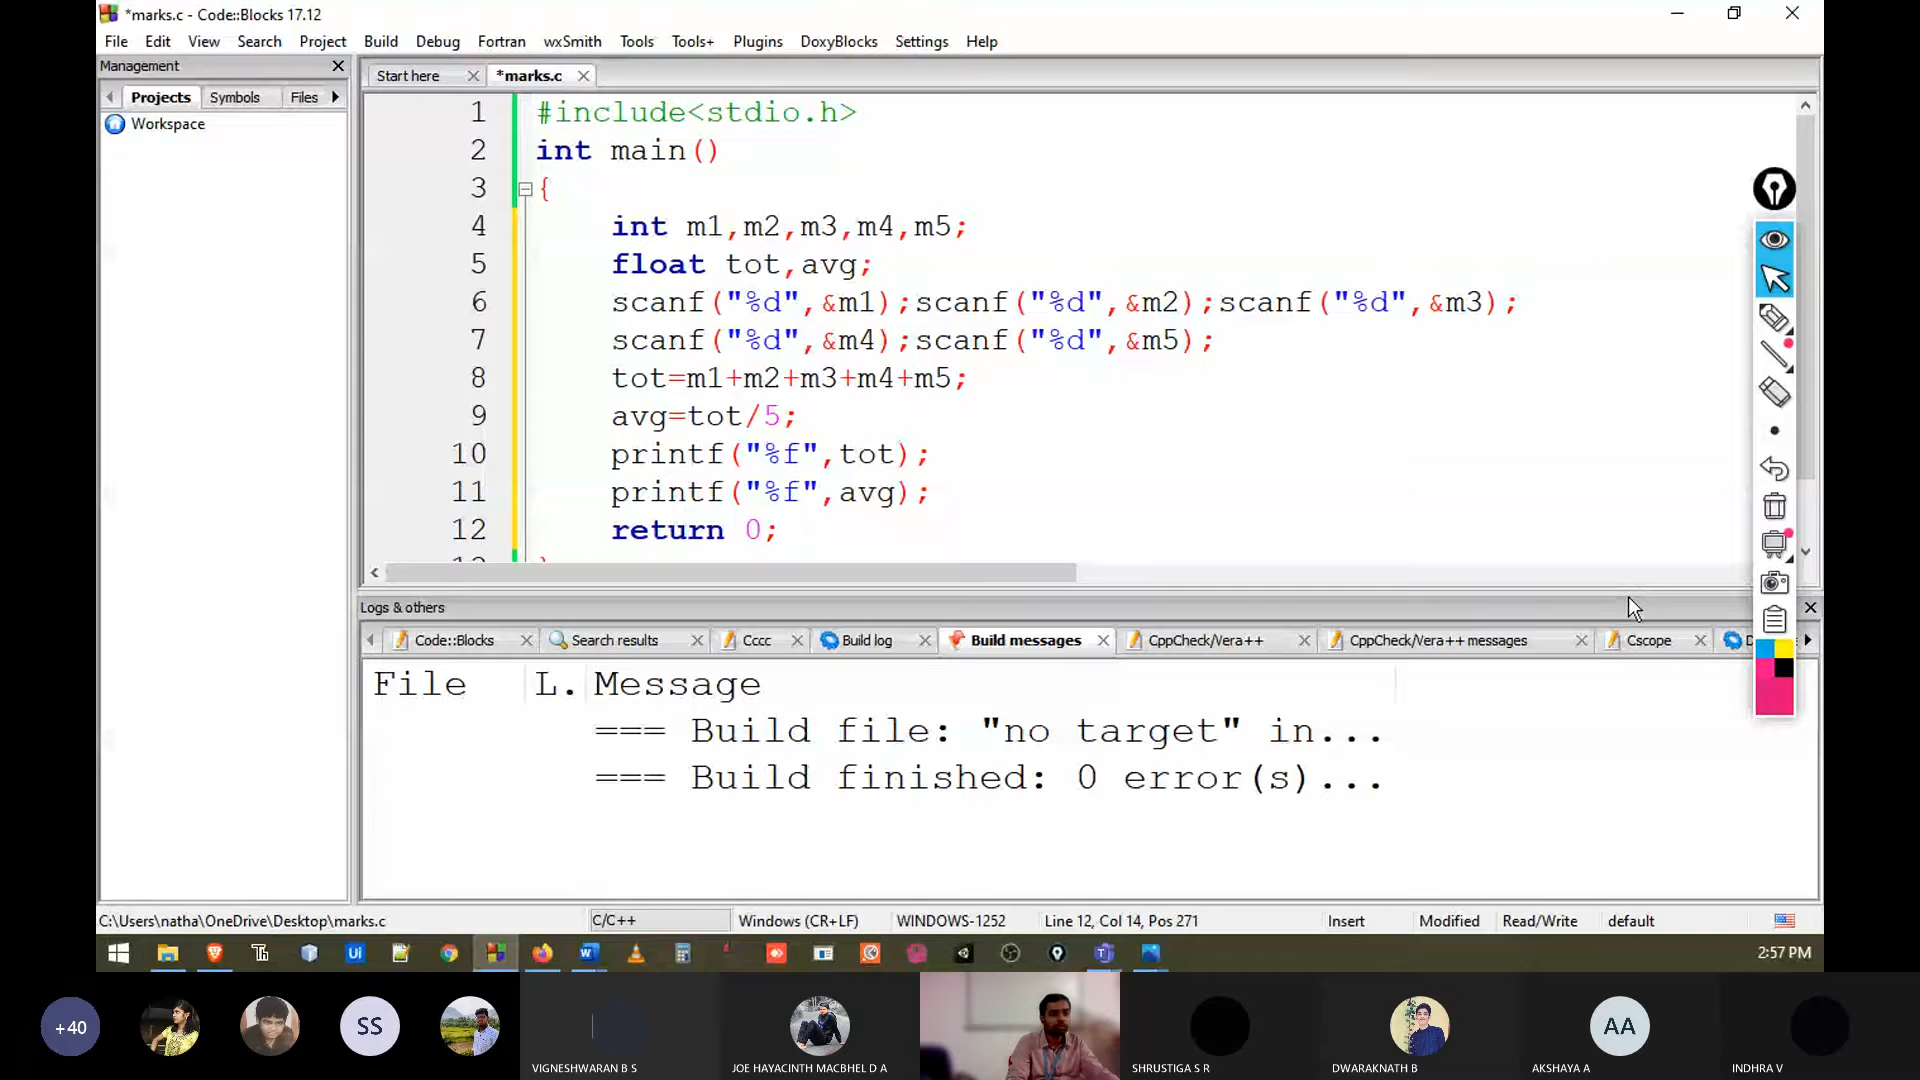 *marks.c - Code::Blocks 17.12
File Edit View Search Project Build Debug Fortran wxSmith Tools Tools+ Plugins DoxyBlocks Settings Help
Management
Start here *marks.c
Projects Symbols Files
Workspace
1 #include<stdio.h>
2 int main()
3 {
4 int m1,m2,m3,m4,m5;
5 float tot,avg;
6 scanf("%d",&m1);scanf("%d",&m2);scanf("%d",&m3);
7 scanf("%d",&m4);scanf("%d",&m5);
8 tot=m1+m2+m3+m4+m5;
9 avg=tot/5;
10 printf("%f",tot);
11 printf("%f",avg);
12 return 0;
Logs & others
Code::Blocks Search results Cccc Build log Build messages CppCheck/Vera++ CppCheck/Vera++ messages Cscope
File L. Message
=== Build file: "no target" in...
=== Build finished: 0 error(s)...
C:\Users\natha\OneDrive\Desktop\marks.c C/C++ Windows (CR+LF) WINDOWS-1252 Line 12, Col 14, Pos 271 Insert Modified Read/Write default
2:57 PM
+40 SS AA
VIGNESHWARAN B S JOE HAYACINTH MACBHEL D A SHRUSTIGA S R DWARAKNATH B AKSHAYA A INDHRA V